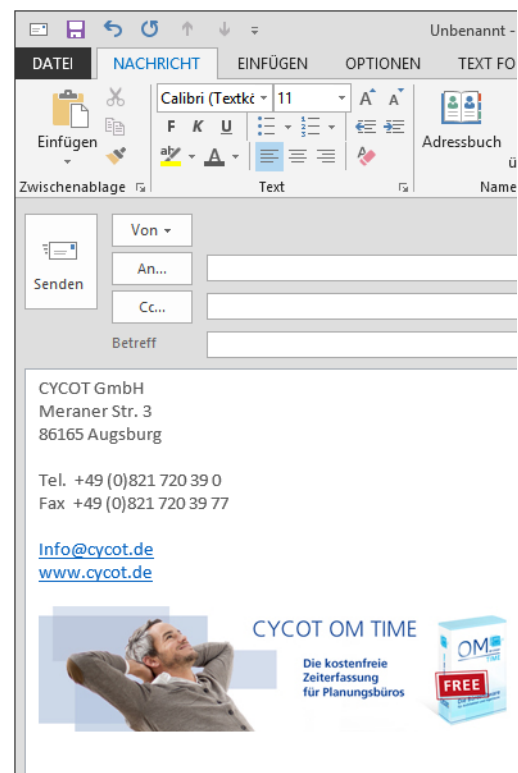 Unbenannt -
DATEI NACHRICHT EINFÜGEN OPTIONEN TEXT FO
Calibri (Textkö 11 A A
Einfügen F K U Adressbuch
ab A ü
Zwischenablage Text Name
Von
Senden An...
Cc...
Betreff
CYCOT GmbH
Meraner Str. 3
86165 Augsburg
Tel. +49 (0)821 720 39 0
Fax +49 (0)821 720 39 77
Info@cycot.de
www.cycot.de
CYCOT OM TIME
Die kostenfreie
Zeiterfassung
für Planungsbüros
OM
TIME
FREE